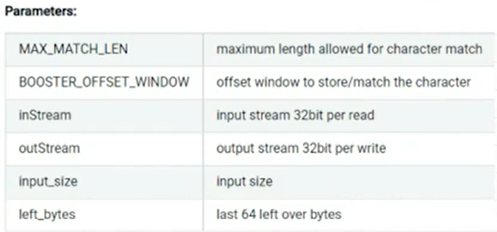 Parameters:
MAX_MATCH_LEN maximum length allowed for character match
BOOSTER_OFFSET_WINDOW offset window to store/match the character
inStream input stream 32bit per read
outStream output stream 32bit per write
input_size input size
left_bytes last 64 left over bytes